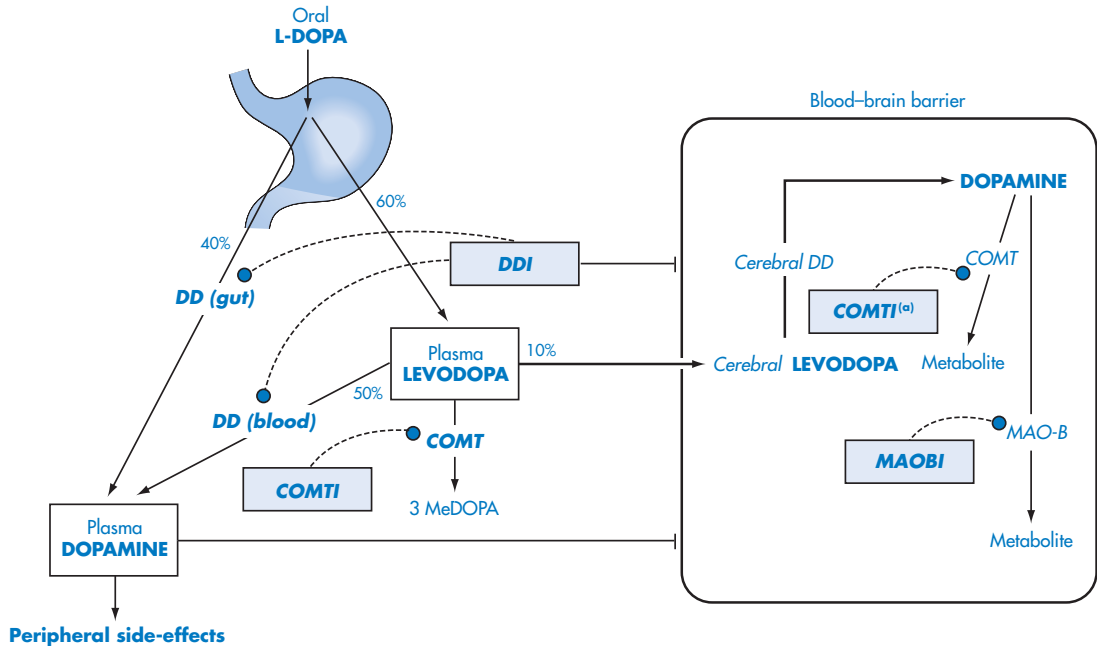 Oral
L-DOPA
Blood–brain barrier
DOPAMINE
60%
40%
DDI
Cerebral DD
COMT
DD (gut)
COMTI(a)
Plasma
LEVODOPA
10%
Cerebral LEVODOPA
Metabolite
50%
DD (blood)
COMT
MAO-B
MAOBI
COMTI
3 MeDOPA
Plasma
DOPAMINE
Metabolite
Peripheral side-effects